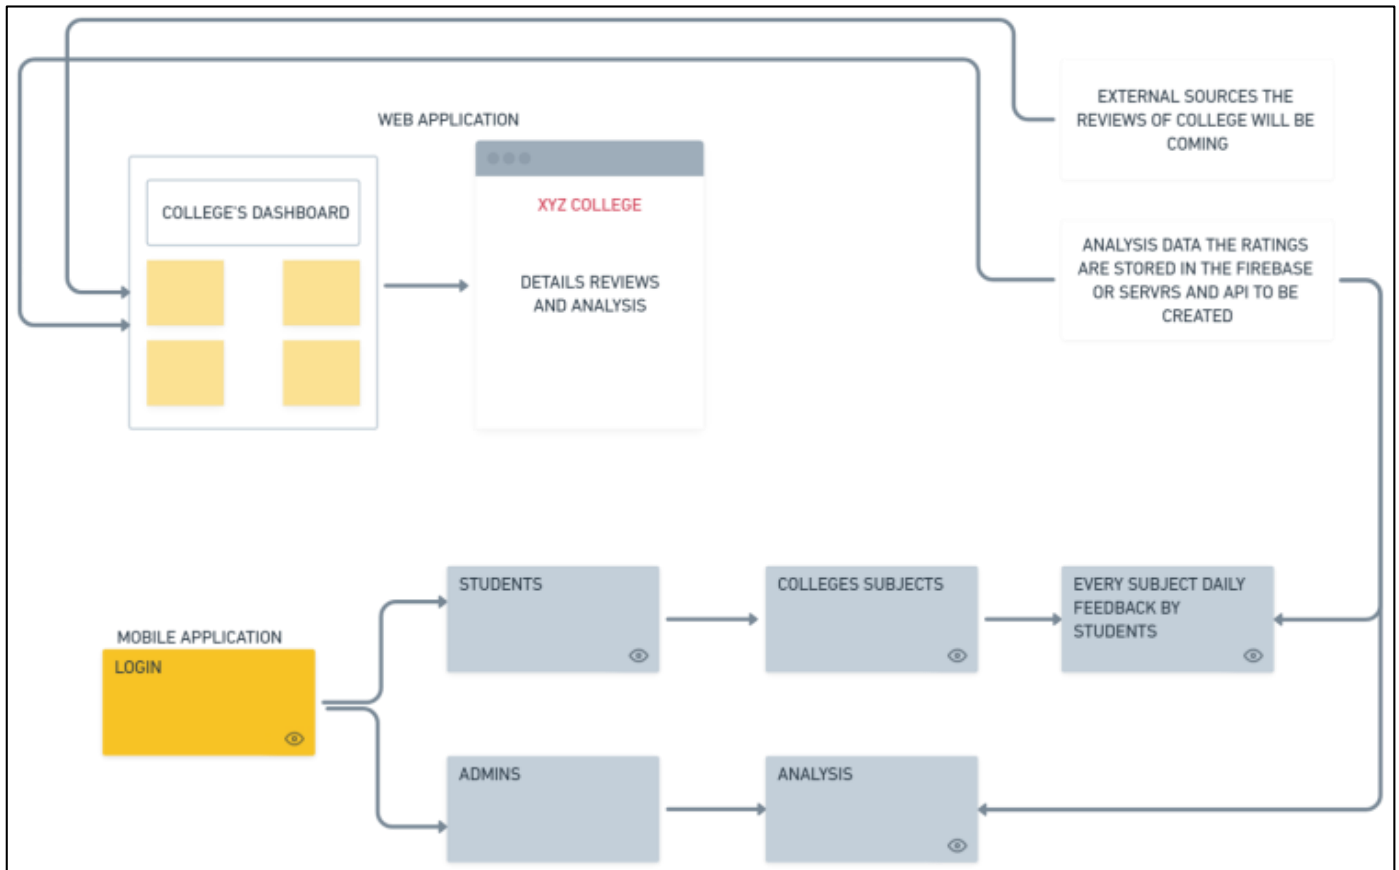 EXTERNAL SOURCES THE
REVIEWS OF COLLEGE WILL BE
COMING
WEB APPLICATION
COLLEGE'S DASHBOARD
XYZ COLLEGE
DETAILS REVIEWS
AND ANALYSIS
ANALYSIS DATA THE RATINGS
ARE STORED IN THE FIREBASE
OR SERVRS AND API TO BE
CREATED
MOBILE APPLICATION
LOGIN
STUDENTS
COLLEGES SUBJECTS
EVERY SUBJECT DAILY
FEEDBACK BY
STUDENTS
ADMINS
ANALYSIS